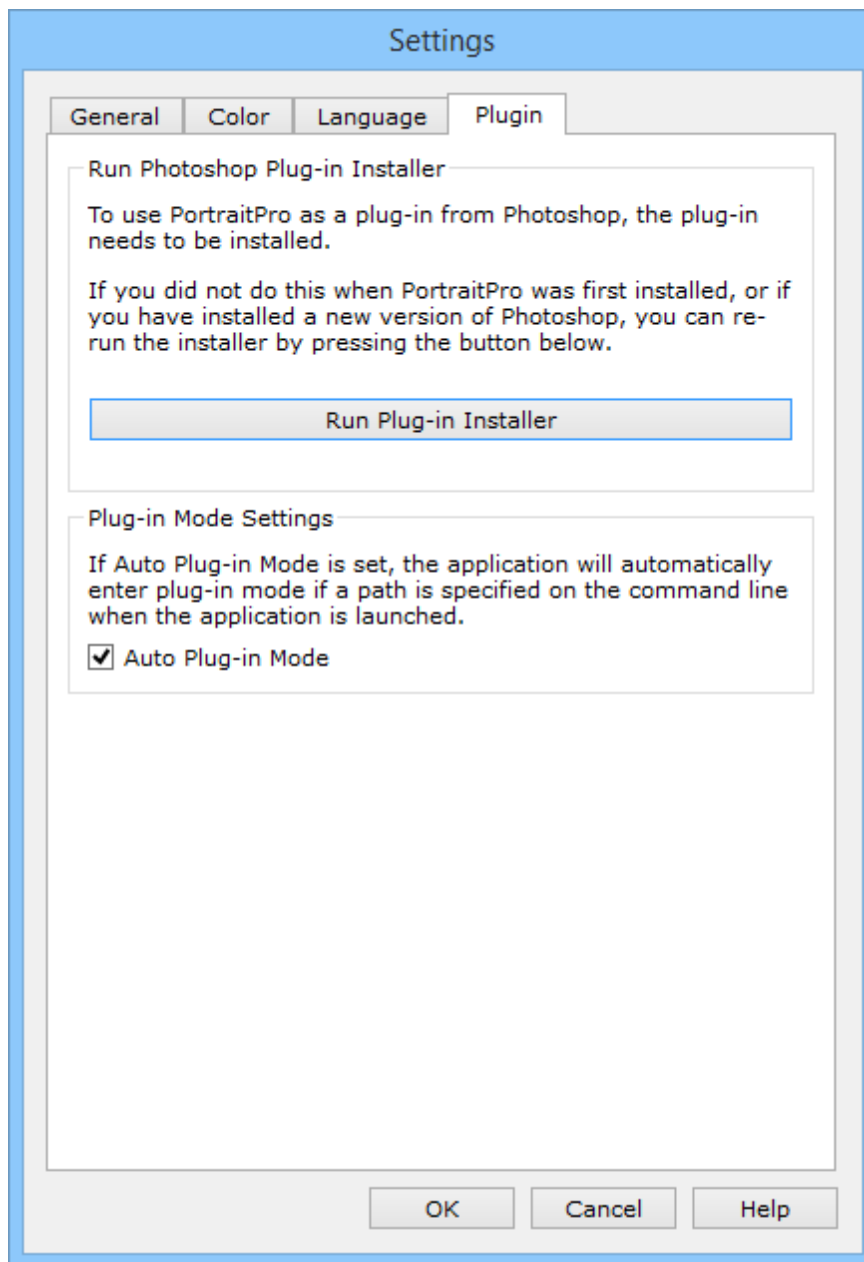 Settings
General
Color
Language
Plugin
Run Photoshop Plug-in Installer
To use PortraitPro as a plug-in from Photoshop, the plug-in
needs to be installed.
If you did not do this when PortraitPro was first installed, or if
you have installed a new version of Photoshop, you can re-
run the installer by pressing the button below.
Run Plug-in Installer
Plug-in Mode Settings
If Auto Plug-in Mode is set, the application will automatically
enter plug-in mode if a path is specified on the command line
when the application is launched.
Auto Plug-in Mode
OK
Cancel
Help